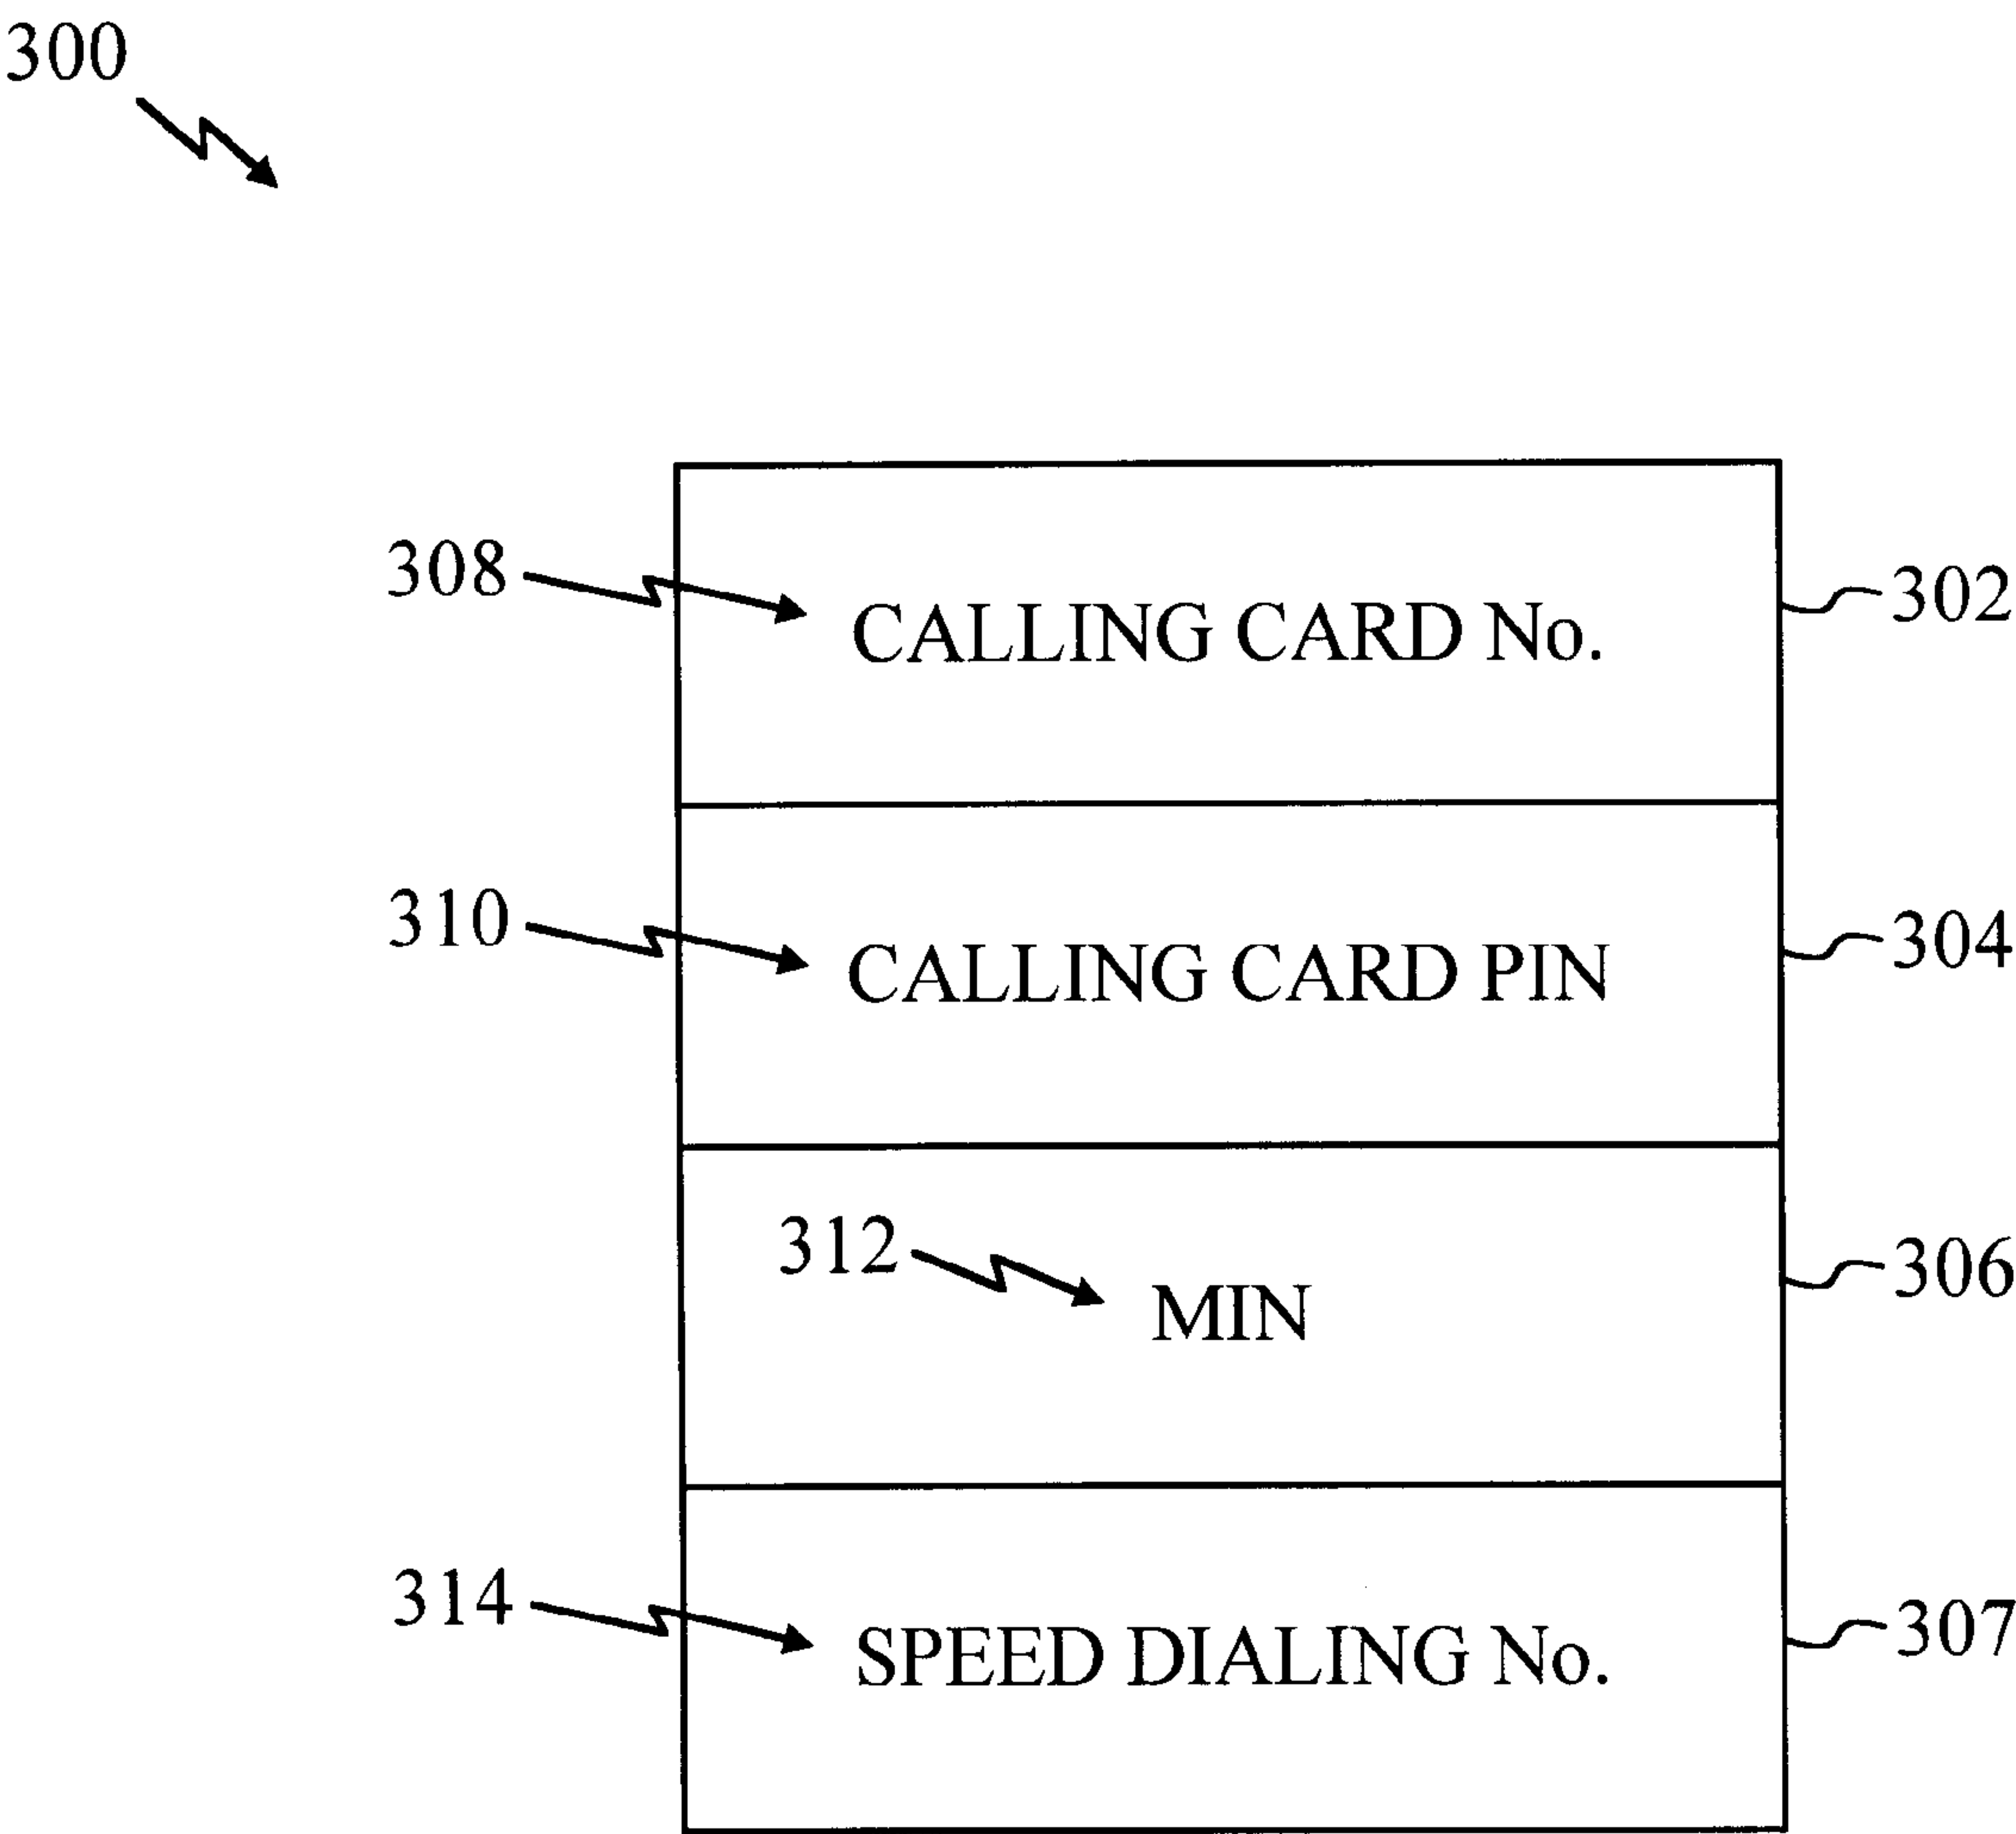 300
308
CALLING CARD No.
302
310
CALLING CARD PIN
304
312
MIN
306
314
SPEED DIALING No.
307